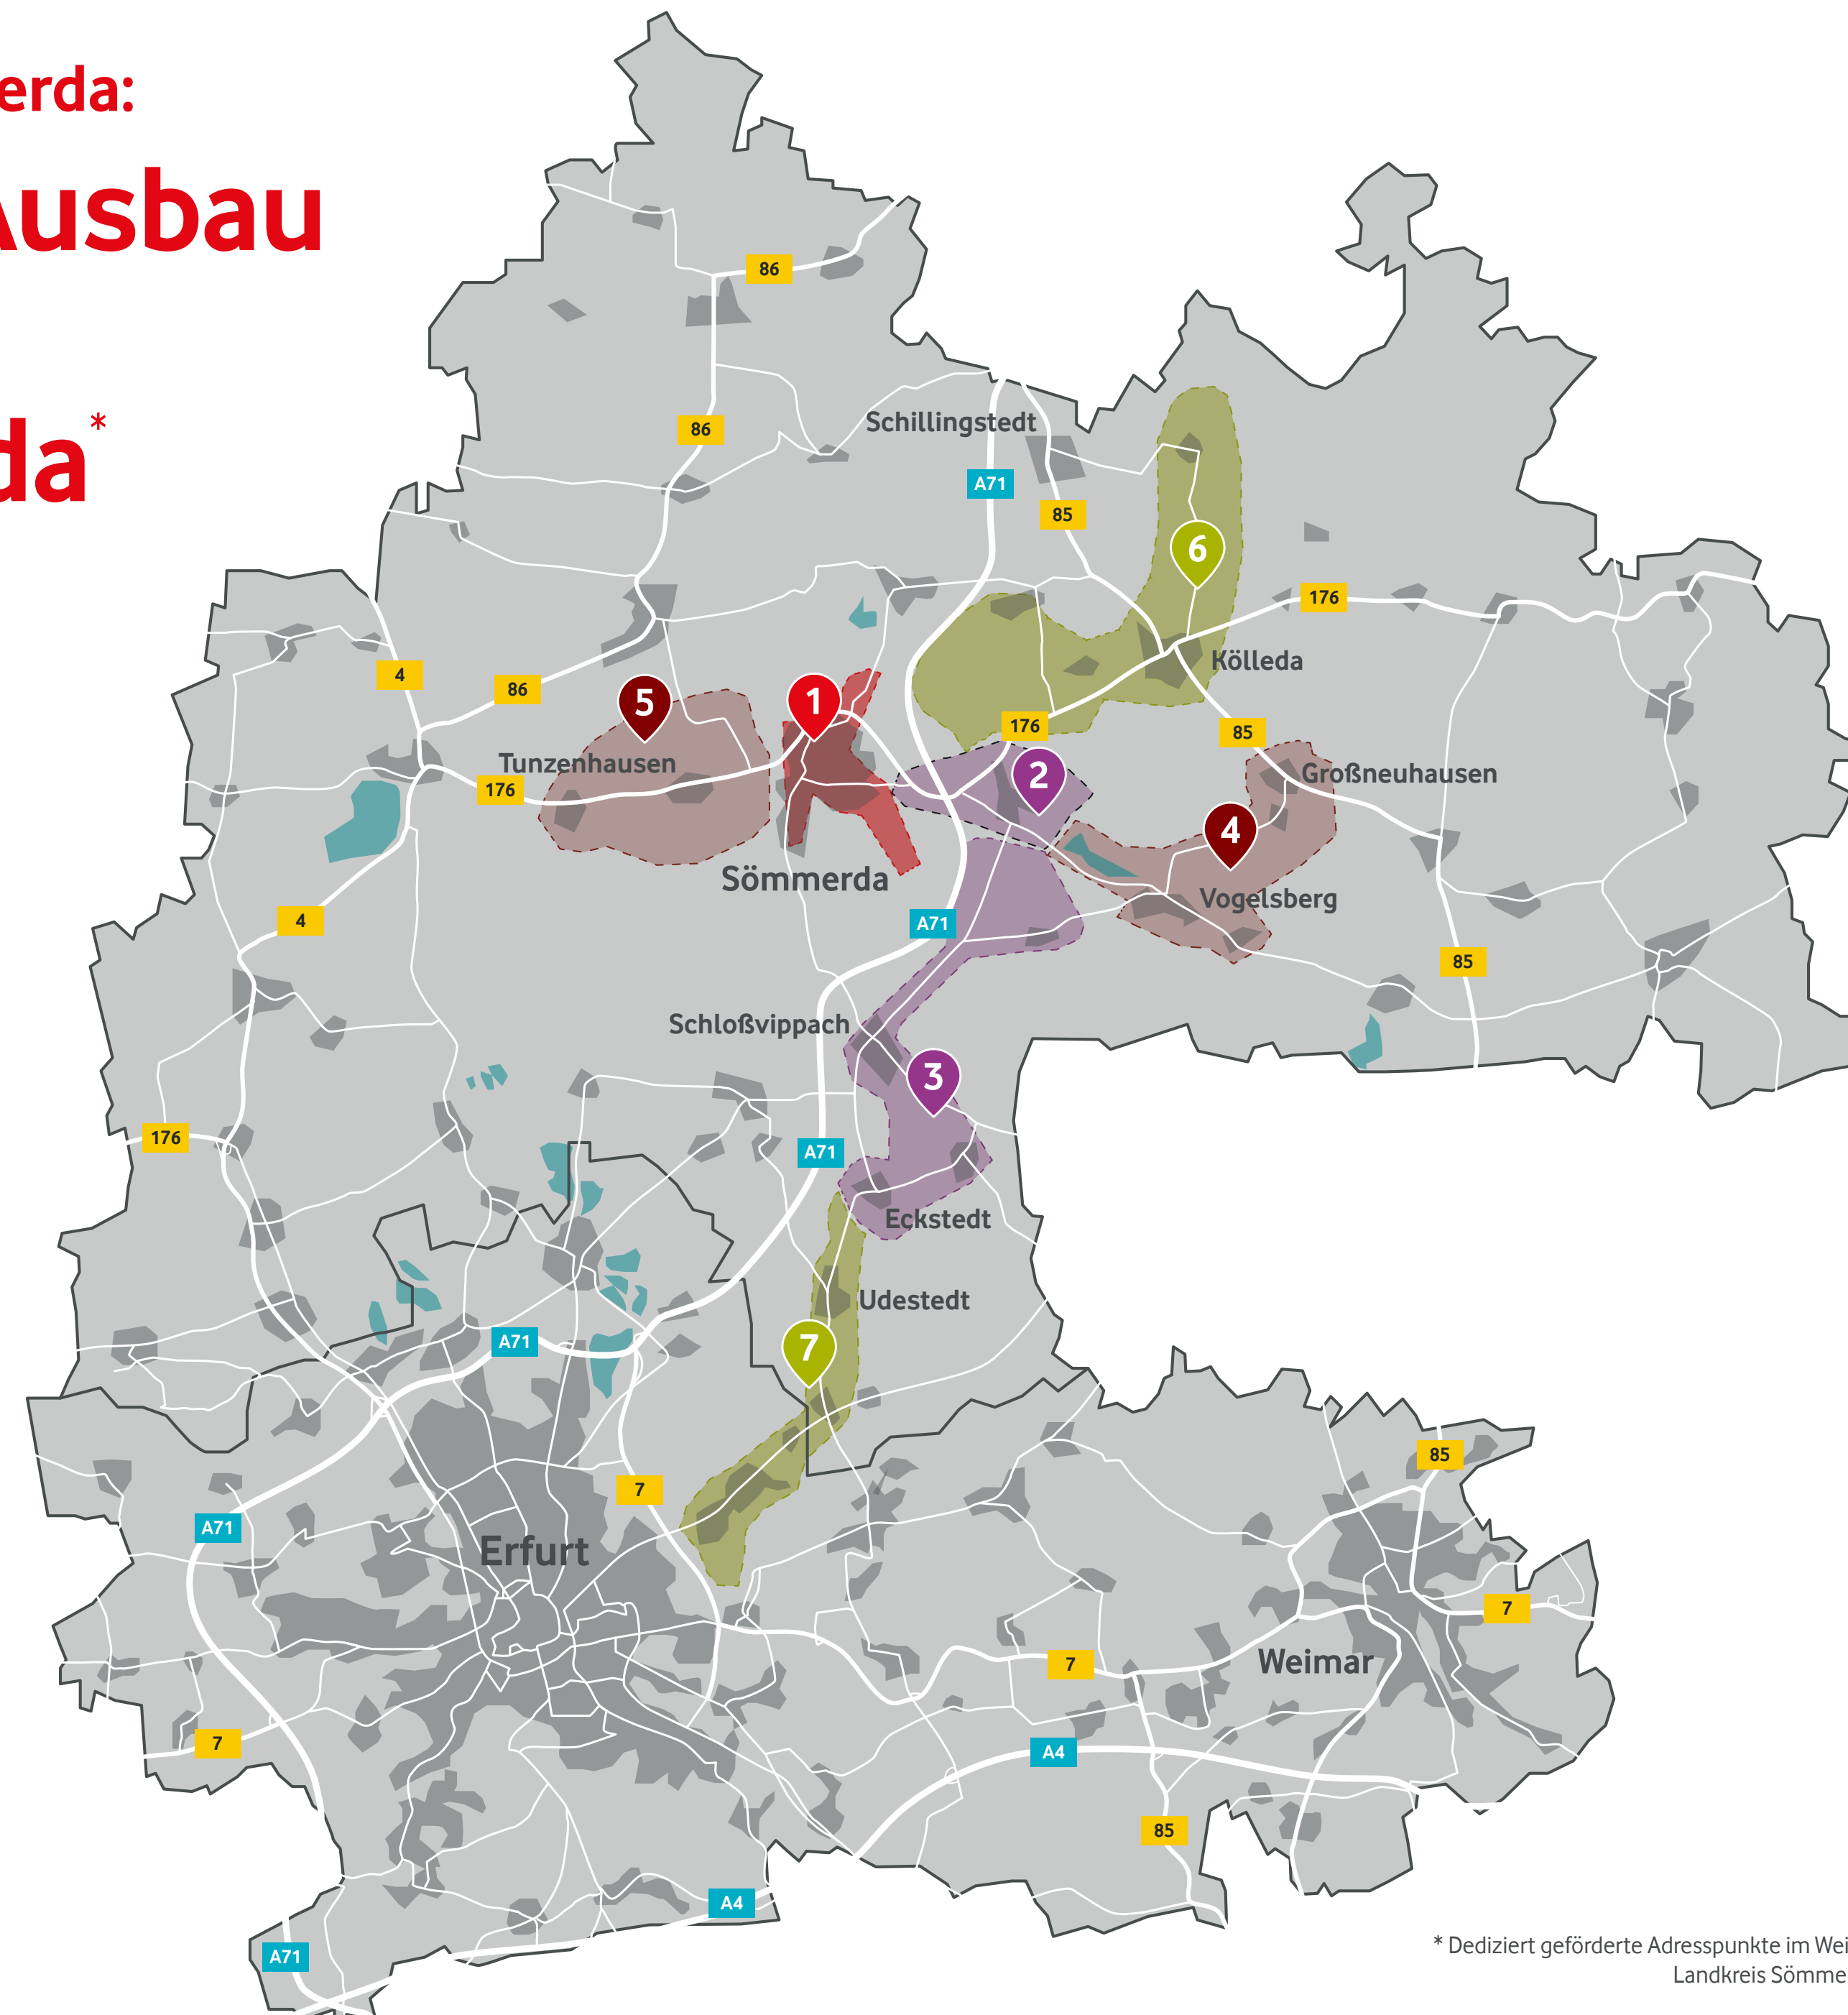 erda:
Ausbau
da*
86
86
Schillingstedt
A71
85
6
176
Kölleda
4
86
5
1
176
85
Tunzenhausen
2
Großneuhausen
176
4
Sömmerda
Vogelsberg
4
A71
85
Schloßvippach
3
176
A71
Eckstedt
Udestedt
A71
7
85
7
A71
Erfurt
7
Weimar
7
7
A4
85
A4
A71
* Dediziert geförderte Adresspunkte im Wei
Landkreis Sömme